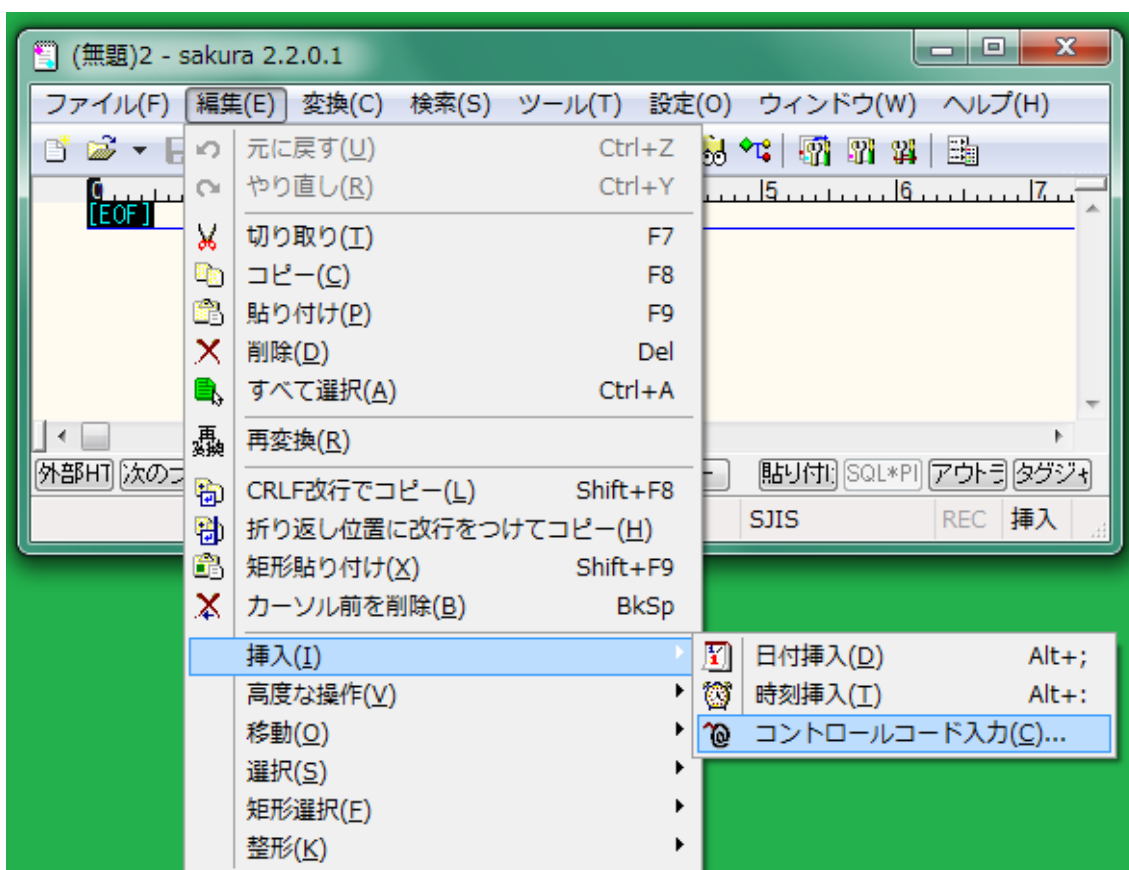 (無題)2 - sakura 2.2.0.1
ファイル(F) 編集(E) 変換(C) 検索(S) ツール(T) 設定(O) ウィンドウ(W) ヘルプ(H)
元に戻す(U) Ctrl+Z
やり直し(R) Ctrl+Y
0 5 6 7
[EOF]
切り取り(T) F7
コピー(C) F8
貼り付け(P) F9
削除(D) Del
すべて選択(A) Ctrl+A
再変換(R)
外部HT 次のフ 貼り付け SQL*Pl アウトラ タグジャ
CRLF改行でコピー(L) Shift+F8
SJIS REC 挿入
折り返し位置に改行をつけてコピー(H)
矩形貼り付け(X) Shift+F9
カーソル前を削除(B) BkSp
挿入(I)
日付挿入(D) Alt+;
高度な操作(V)
時刻挿入(T) Alt+:
移動(O)
コントロールコード入力(C)...
選択(S)
矩形選択(F)
整形(K)